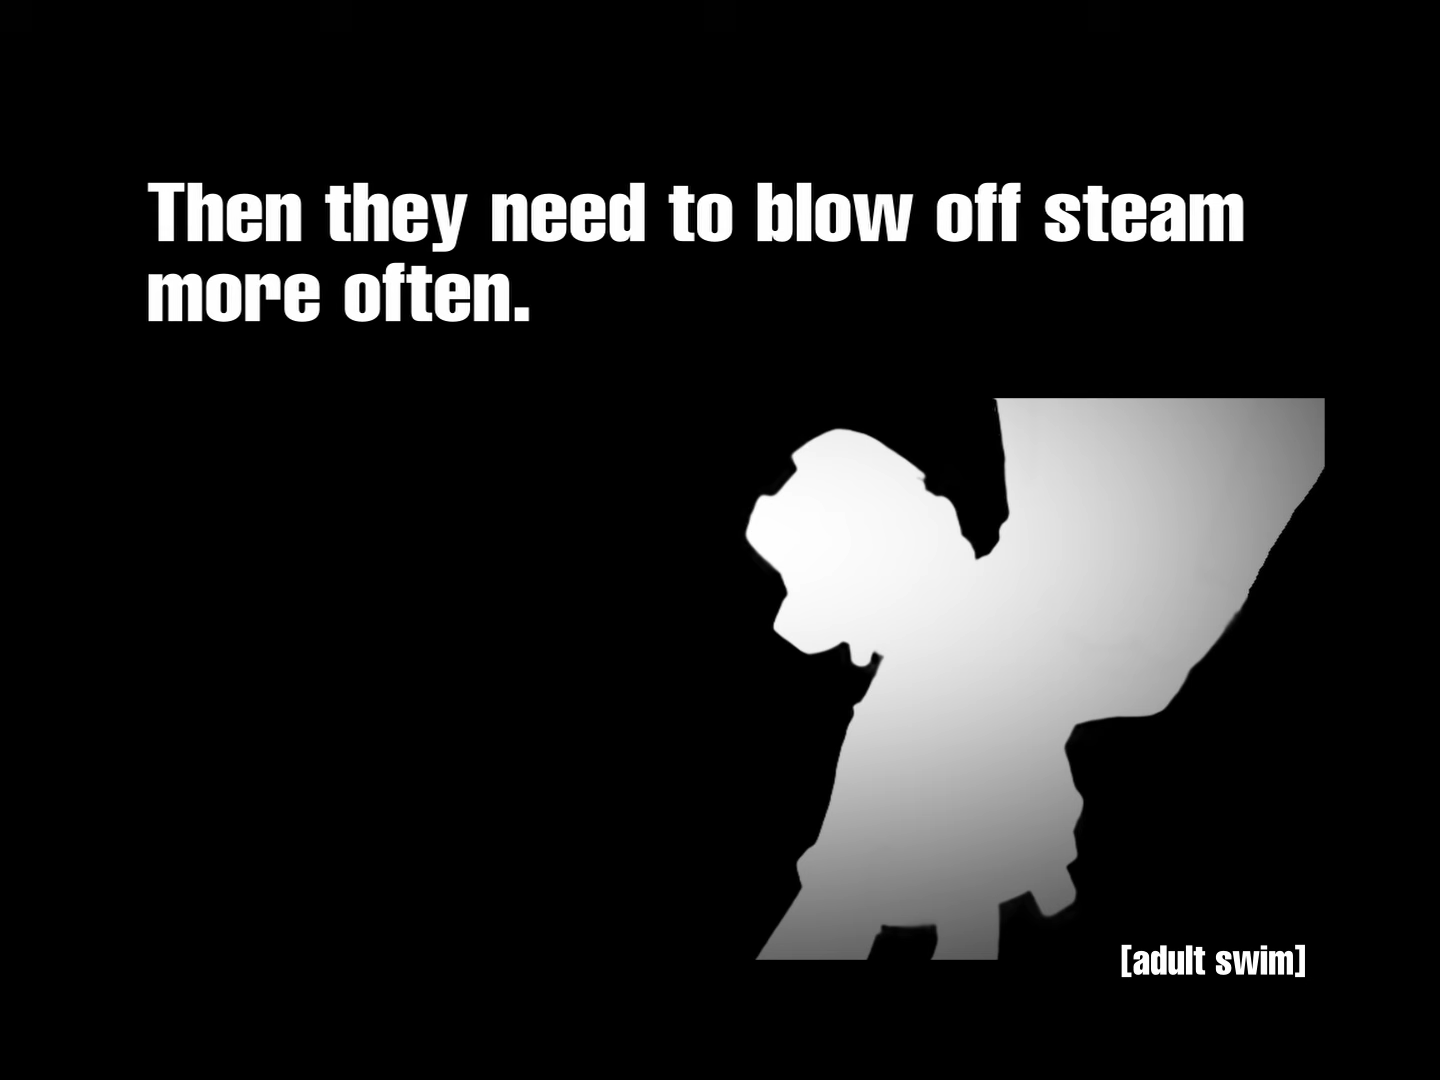 Then they need to blow off steam
more often.
[adult swim]